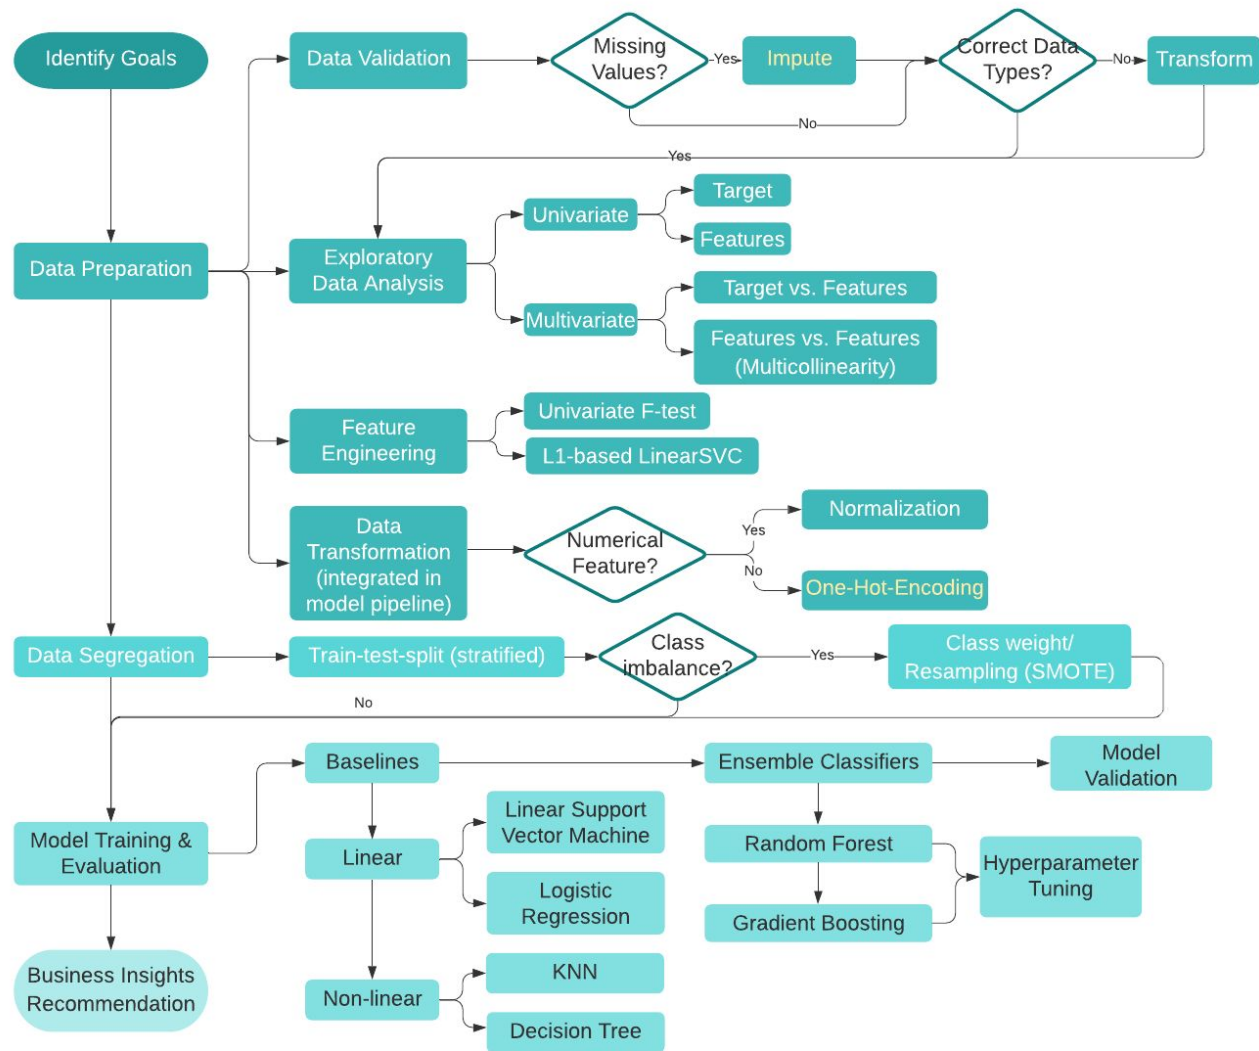 Identify Goals
Data Validation
Missing
Values?
Yes
Impute
Correct Data
Types?
No
Transform
No
Yes
Data Preparation
Exploratory
Data Analysis
Univariate
Target
Features
Multivariate
Target vs. Features
Features vs. Features
(Multicollinearity)
Feature
Engineering
Univariate F-test
L1-based LinearSVC
Data
Transformation
(integrated in
model pipeline)
Numerical
Feature?
Yes
Normalization
No
One-Hot-Encoding
Data Segregation
Train-test-split (stratified)
Class
imbalance?
Yes
Class weight/
Resampling (SMOTE)
No
Model Training &
Evaluation
Baselines
Ensemble Classifiers
Model
Validation
Linear
Linear Support
Vector Machine
Logistic
Regression
Random Forest
Gradient Boosting
Hyperparameter
Tuning
Non-linear
KNN
Decision Tree
Business Insights
Recommendation